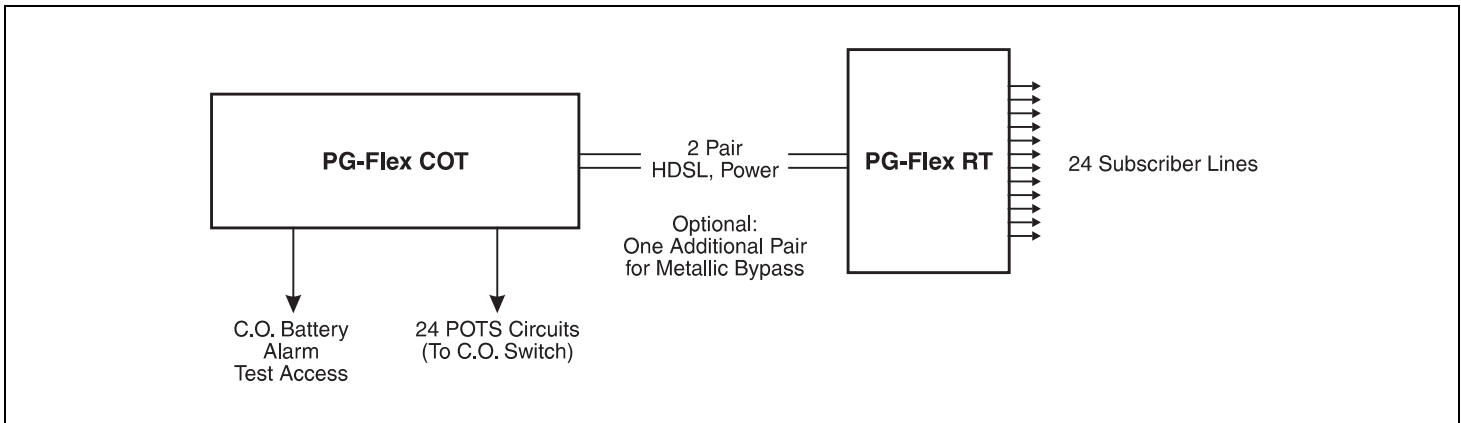 PG-Flex COT
2 Pair
HDSL, Power
PG-Flex RT
24 Subscriber Lines
Optional:
One Additional Pair
for Metallic Bypass
C.O. Battery
Alarm
Test Access
24 POTS Circuits
(To C.O. Switch)